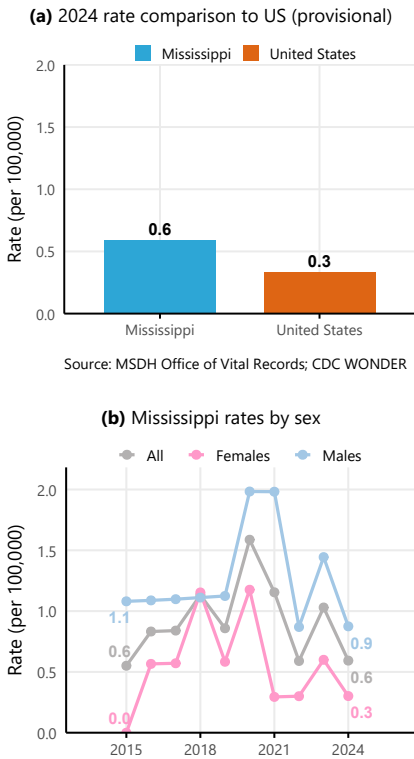 (a) 2024 rate comparison to US (provisional)
Mississippi United States
Rate (per 100,000)
2.0
1.5
1.0
0.5
0.0
0.6
0.3
Mississippi United States
Source: MSDH Office of Vital Records; CDC WONDER
(b) Mississippi rates by sex
All Females Males
Rate (per 100,000)
2.0
1.5
1.0
0.5
0.0
1.1
0.6
0.0
0.9
0.6
0.3
2015 2018 2021 2024